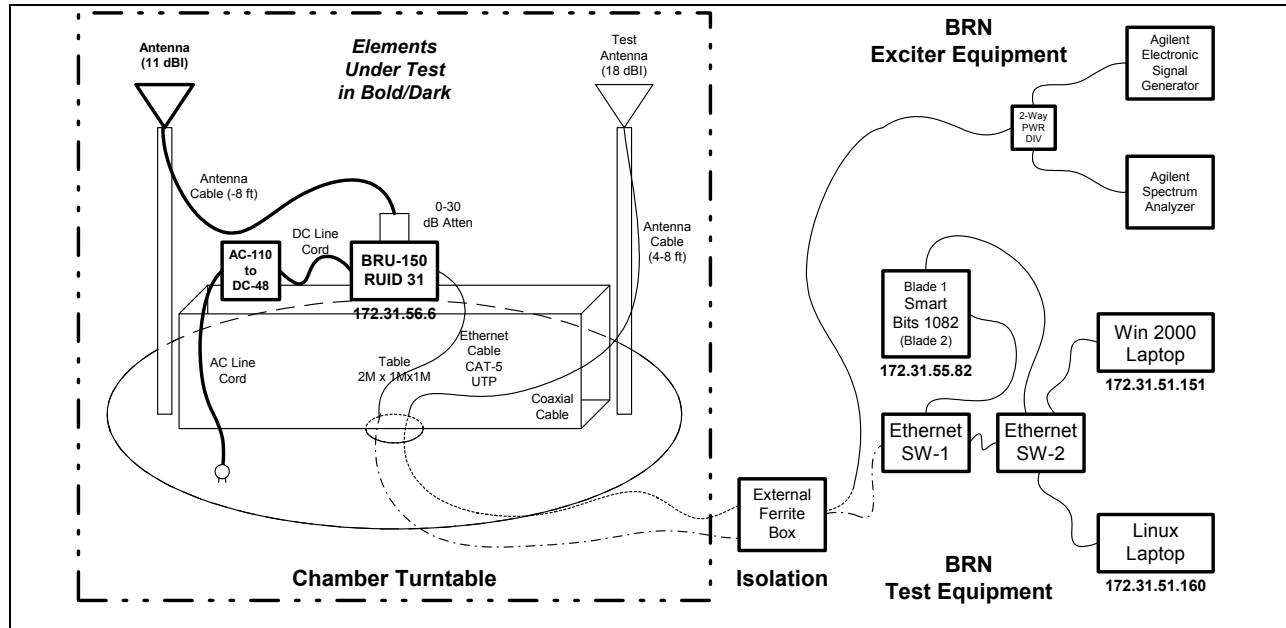 Antenna
(11 dBI)
Elements
Under Test
in Bold/Dark
Test
Antenna
(18 dBI)
Antenna
Cable (-8 ft)
0-30
dB Atten
DC Line
Cord
AC-110
to
DC-48
BRU-150
RUID 31
172.31.56.6
Antenna
Cable
(4-8 ft)
AC Line
Cord
Table
2M x 1Mx1M
Ethernet
Cable
CAT-5
UTP
Coaxial
Cable
Chamber Turntable
External
Ferrite
Box
Isolation
BRN
Exciter Equipment
Agilent
Electronic
Signal
Generator
2-Way
PWR
DIV
Agilent
Spectrum
Analyzer
Blade 1
Smart
Bits 1082
(Blade 2)
172.31.55.82
Win 2000
Laptop
172.31.51.151
Ethernet
SW-1
Ethernet
SW-2
Linux
Laptop
172.31.51.160
BRN
Test Equipment